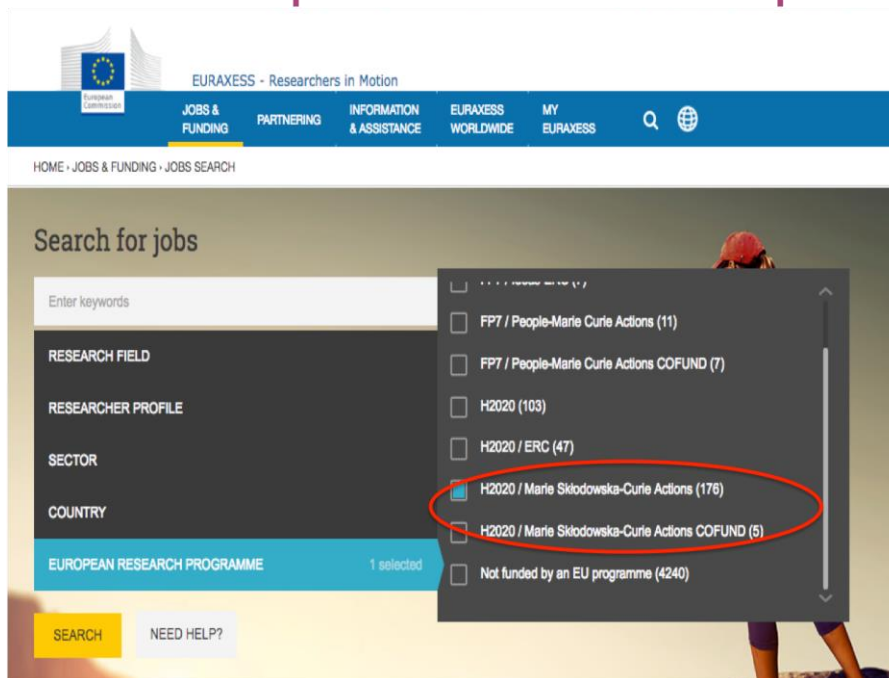 European
Commission
EURAXESS - Researchers in Motion
JOBS &
FUNDING
PARTNERING
INFORMATION
& ASSISTANCE
EURAXESS
WORLDWIDE
MY
EURAXESS
HOME › JOBS & FUNDING › JOBS SEARCH
Search for jobs
Enter keywords
RESEARCH FIELD
RESEARCHER PROFILE
SECTOR
COUNTRY
EUROPEAN RESEARCH PROGRAMME 1 selected
SEARCH
NEED HELP?
FP7 / People-Marie Curie Actions (11)
FP7 / People-Marie Curie Actions COFUND (7)
H2020 (103)
H2020 / ERC (47)
H2020 / Marie Skłodowska-Curie Actions (176)
H2020 / Marie Skłodowska-Curie Actions COFUND (5)
Not funded by an EU programme (4240)